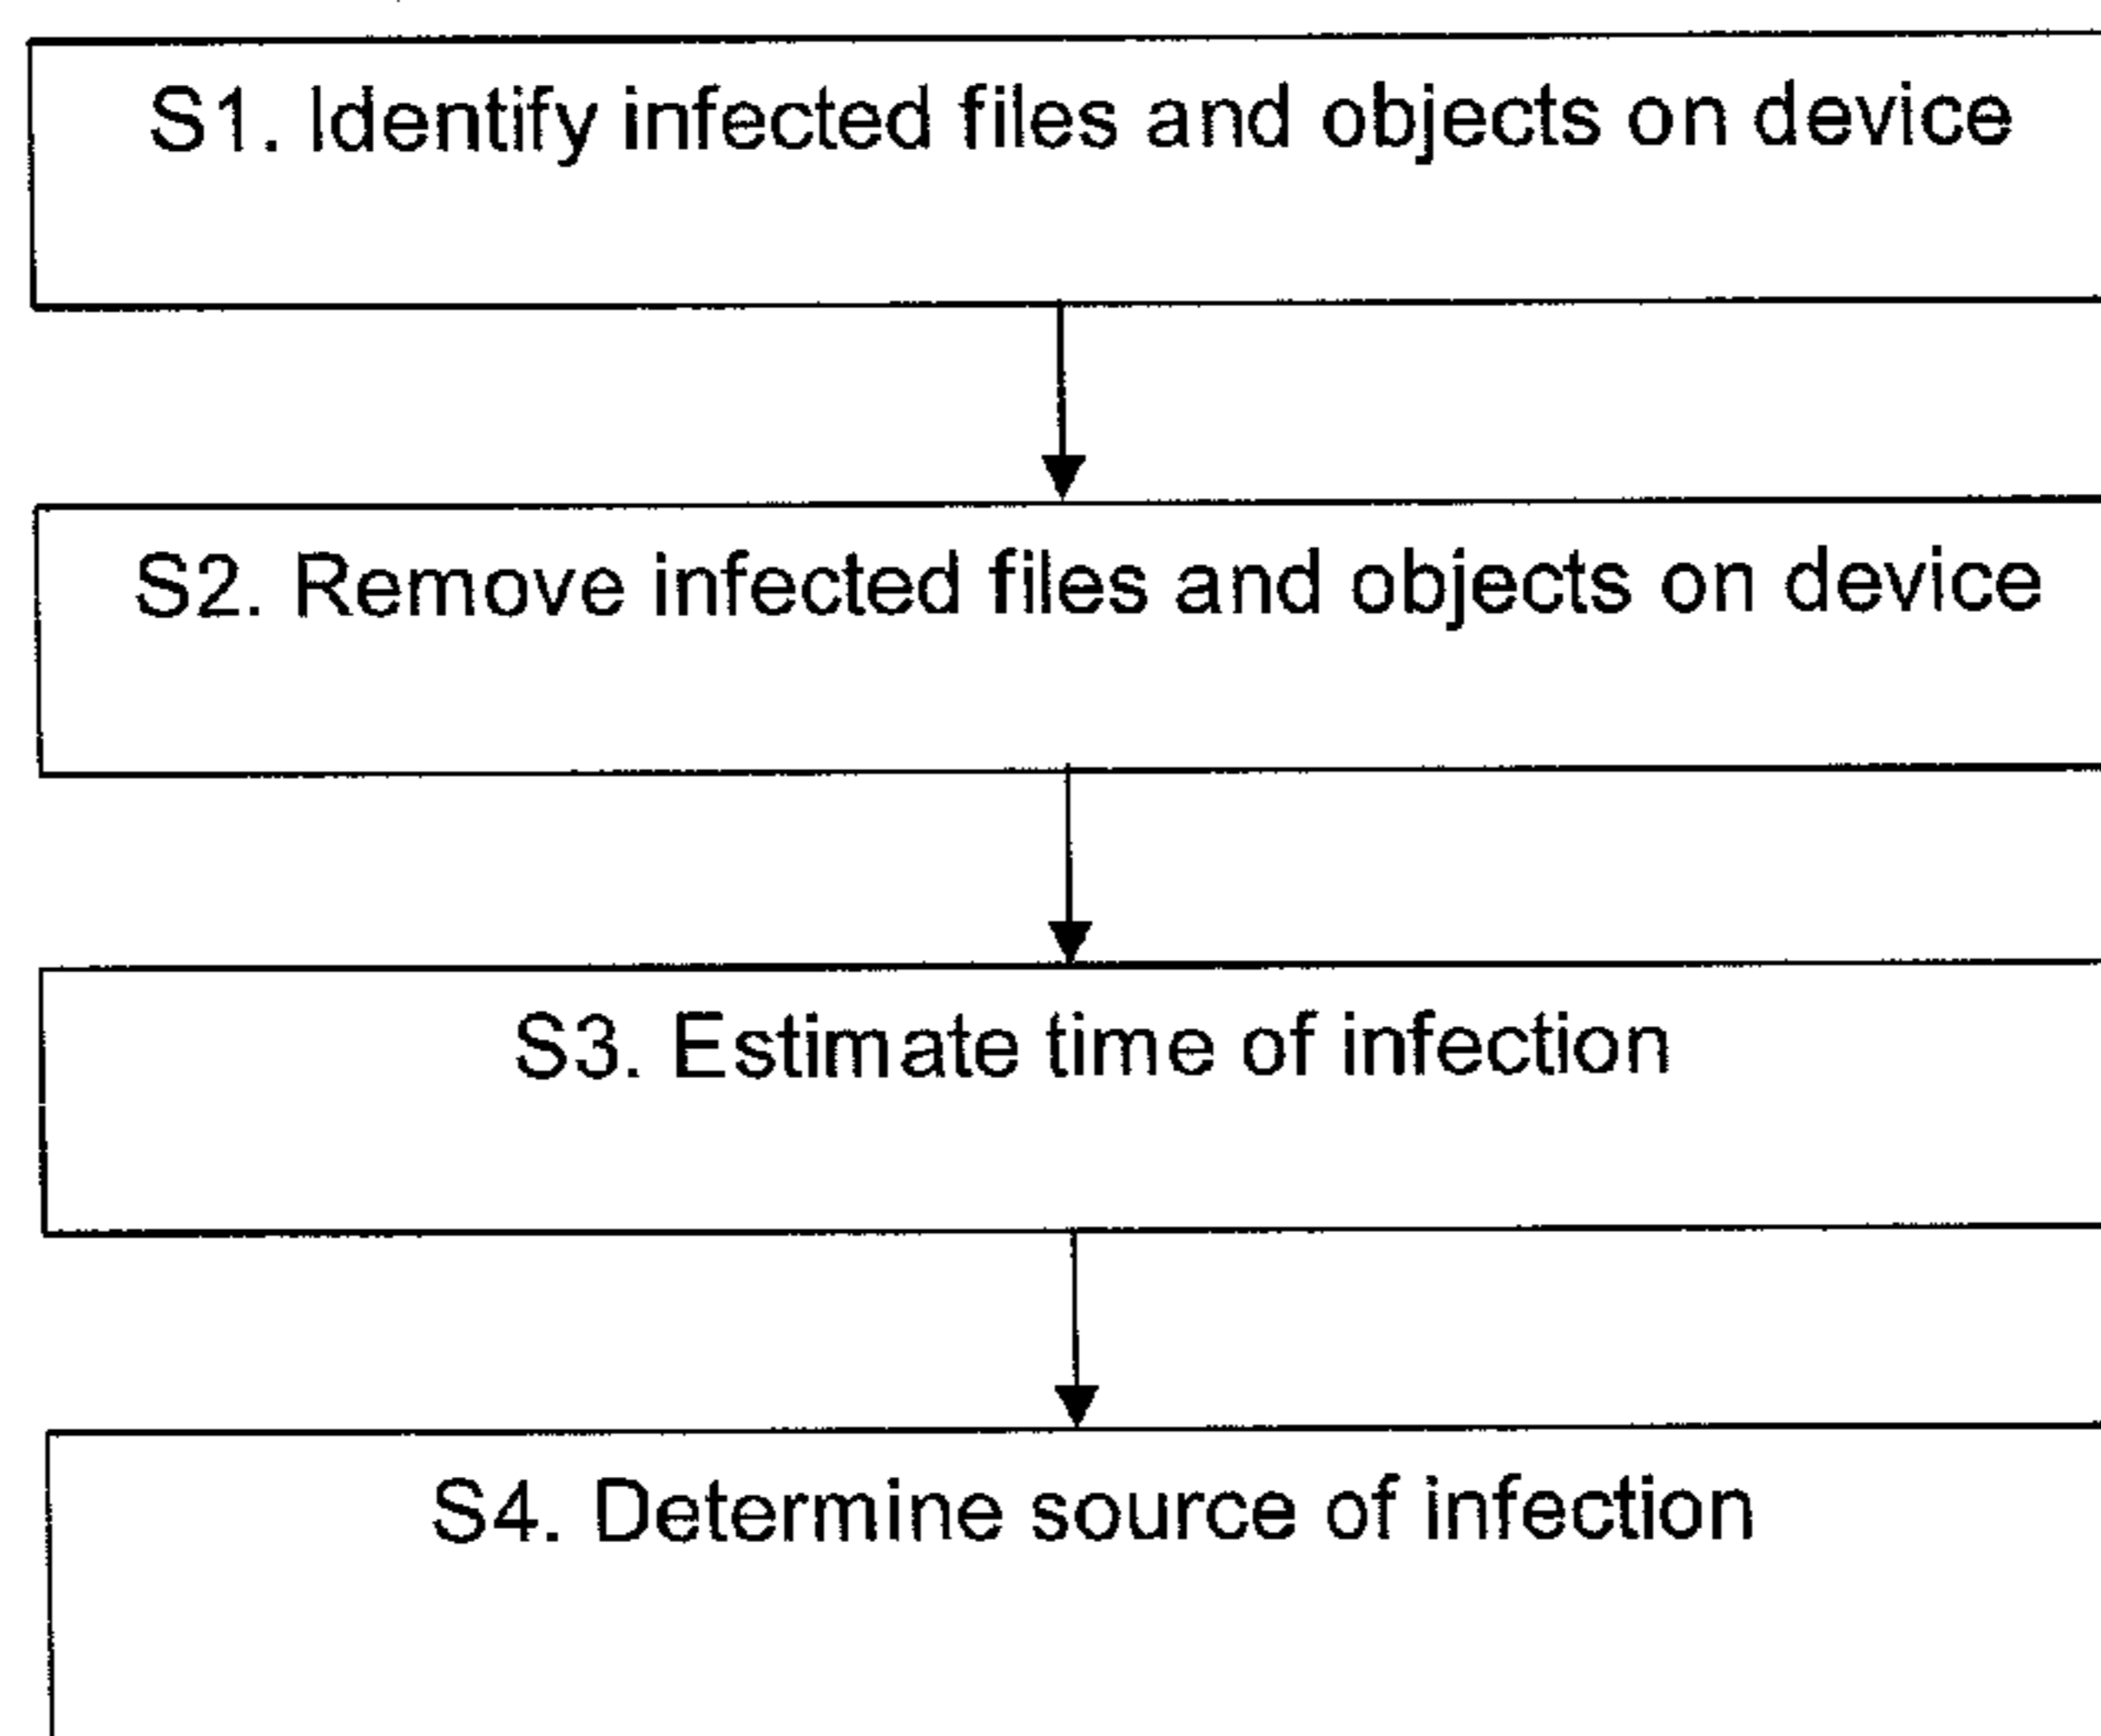 S1. Identify infected files and objects on device
S2. Remove infected files and objects on device
S3. Estimate time of infection
S4. Determine source of infection